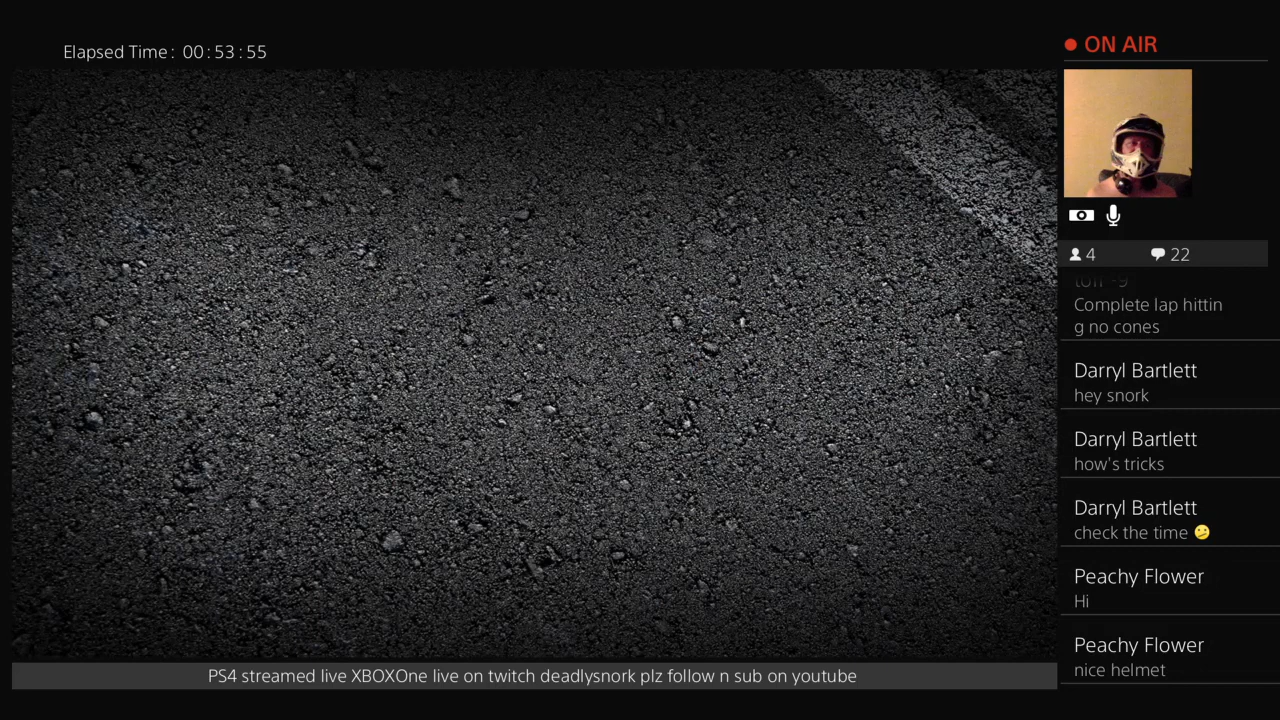 Elapsed Time: 00:53:55
ON AIR
4 22
Complete lap hittin
g no cones
Darryl Bartlett
hey snork
Darryl Bartlett
how's tricks
Darryl Bartlett
check the time 🫤
Peachy Flower
Hi
Peachy Flower
nice helmet
PS4 streamed live XBOXOne live on twitch deadlysnork plz follow n sub on youtube